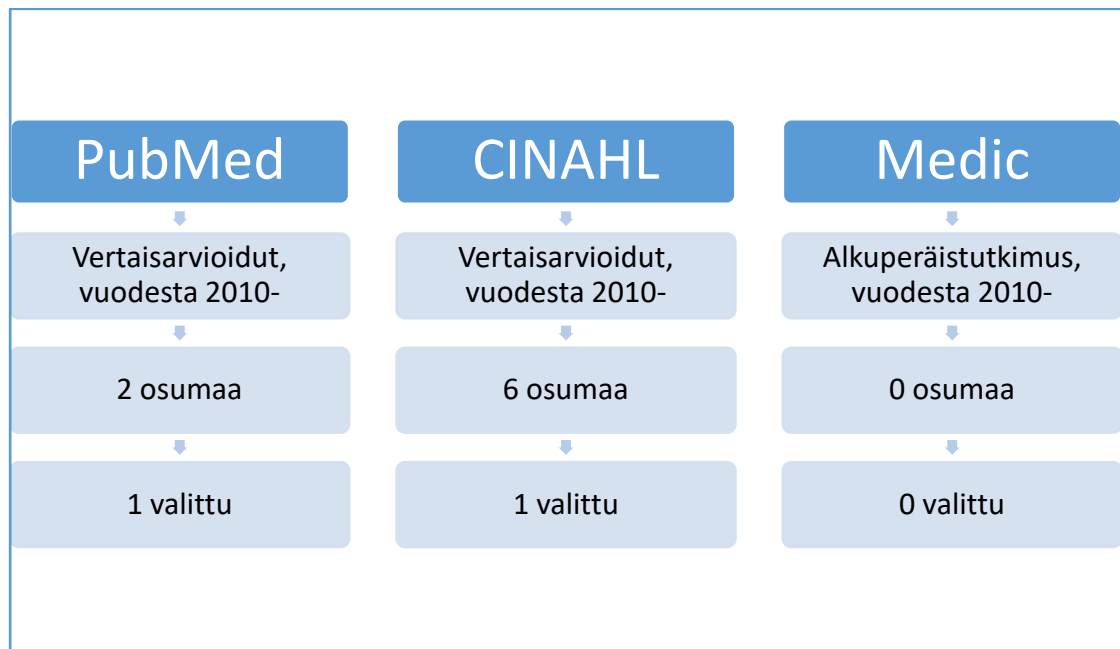 PubMed
Vertaisarvioidut,
vuodesta 2010-
2 osumaa
1 valittu
CINAHL
Vertaisarvioidut,
vuodesta 2010-
6 osumaa
1 valittu
Medic
Alkuperäistutkimus,
vuodesta 2010-
0 osumaa
0 valittu